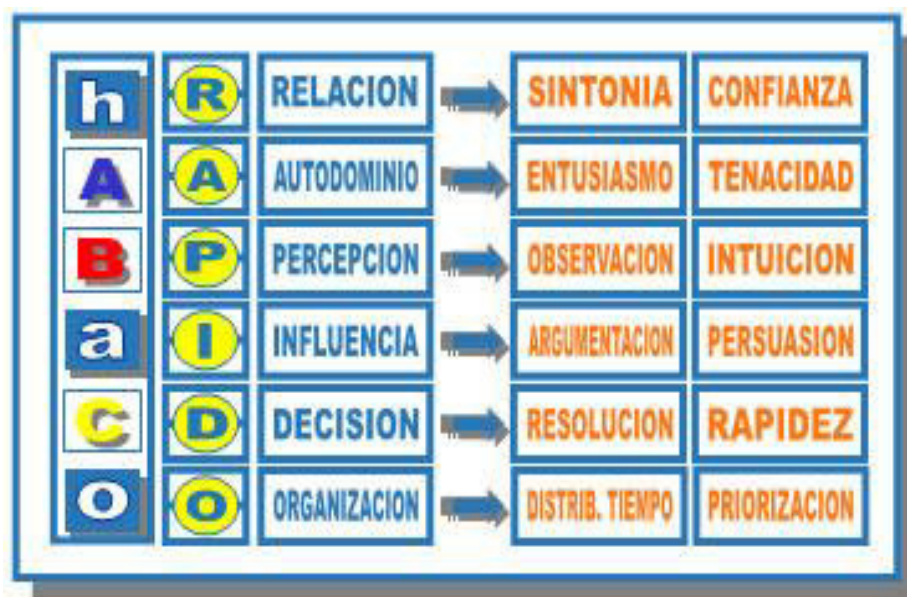 h R RELACION SINTONIA CONFIANZA
A A AUTODOMINIO ENTUSIASMO TENACIDAD
B P PERCEPCION OBSERVACION INTUICION
a I INFLUENCIA ARGUMENTACION PERSUASION
C D DECISION RESOLUCION RAPIDEZ
o O ORGANIZACION DISTRIB. TIEMPO PRIORIZACION